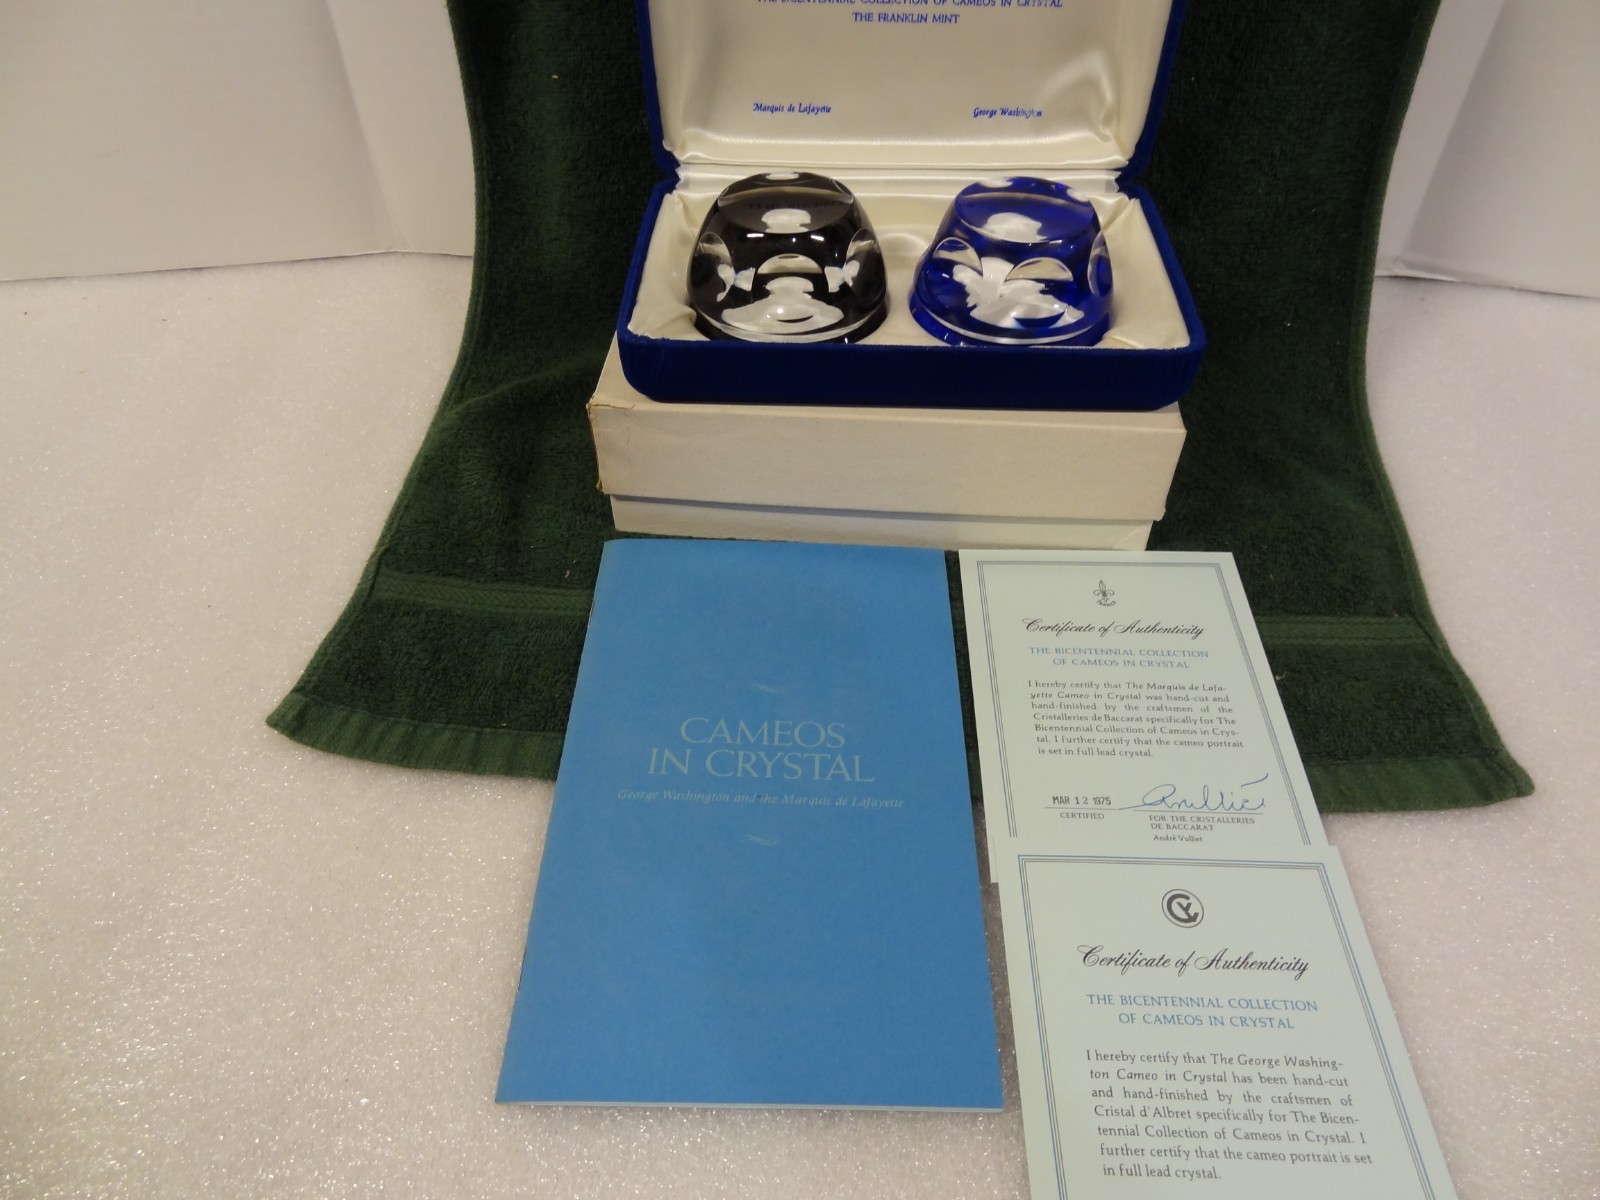 THE BICENTENNIAL COLLECTION OF CAMEOS IN CRYSTAL
THE FRANKLIN MINT
Marquis de Lafayette
George Washington
CAMEOS
IN CRYSTAL
George Washington and the Marquis de Lafayette
Certificate of Authenticity
THE BICENTENNIAL COLLECTION
OF CAMEOS IN CRYSTAL
I hereby certify that The Marquis de Lafa-
yette Cameo in Crystal was hand-cut and
hand-finished by the craftsmen of the
Cristalleries de Baccarat specifically for The
Bicentennial Collection of Cameos in Crys-
tal. I further certify that the cameo portrait
is set in full lead crystal.
MAR 12 1975
CERTIFIED
FOR THE CRISTALLERIES
DE BACCARAT
André Vulliet
Certificate of Authenticity
THE BICENTENNIAL COLLECTION
OF CAMEOS IN CRYSTAL
I hereby certify that The George Washing-
ton Cameo in Crystal has been hand-cut
and hand-finished by the craftsmen of
Cristal d'Albret specifically for The Bicen-
tennial Collection of Cameos in Crystal. I
further certify that the cameo portrait is set
in full lead crystal.